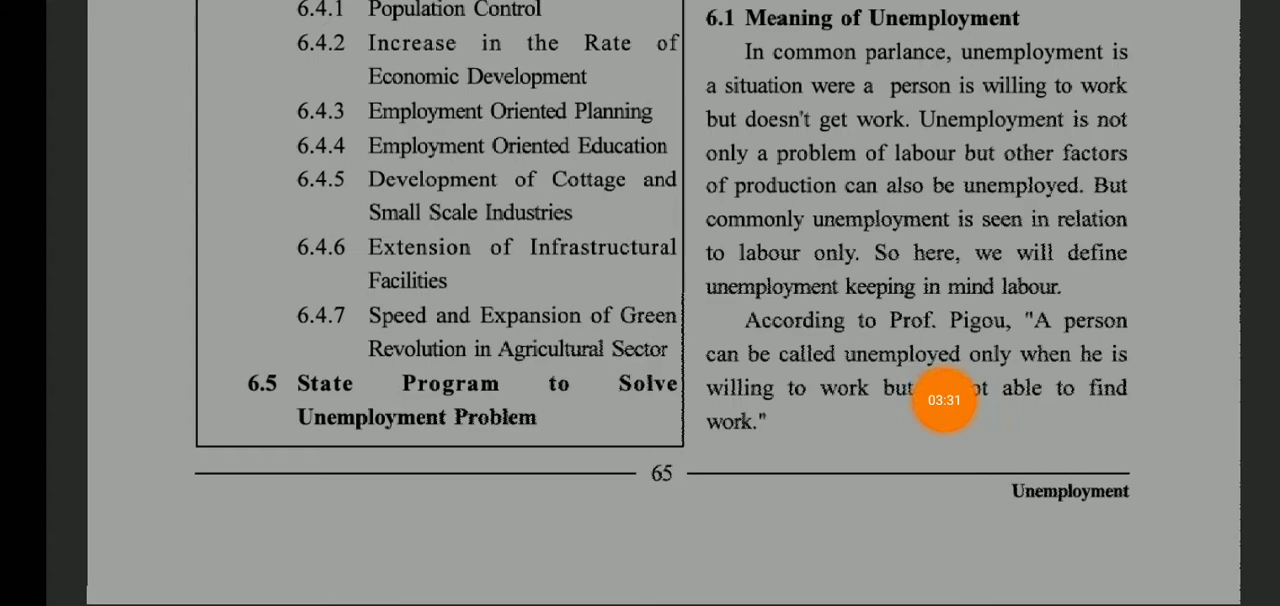 6.4.1 Population Control
6.4.2 Increase in the Rate of
Economic Development
6.4.3 Employment Oriented Planning
6.4.4 Employment Oriented Education
6.4.5 Development of Cottage and
Small Scale Industries
6.4.6 Extension of Infrastructural
Facilities
6.4.7 Speed and Expansion of Green
Revolution in Agricultural Sector
6.5 State Program to Solve
Unemployment Problem
6.1 Meaning of Unemployment
In common parlance, unemployment is
a situation were a person is willing to work
but doesn't get work. Unemployment is not
only a problem of labour but other factors
of production can also be unemployed. But
commonly unemployment is seen in relation
to labour only. So here, we will define
unemployment keeping in mind labour.
According to Prof. Pigou, "A person
can be called unemployed only when he is
willing to work but able to find
work."
03:31
65
Unemployment